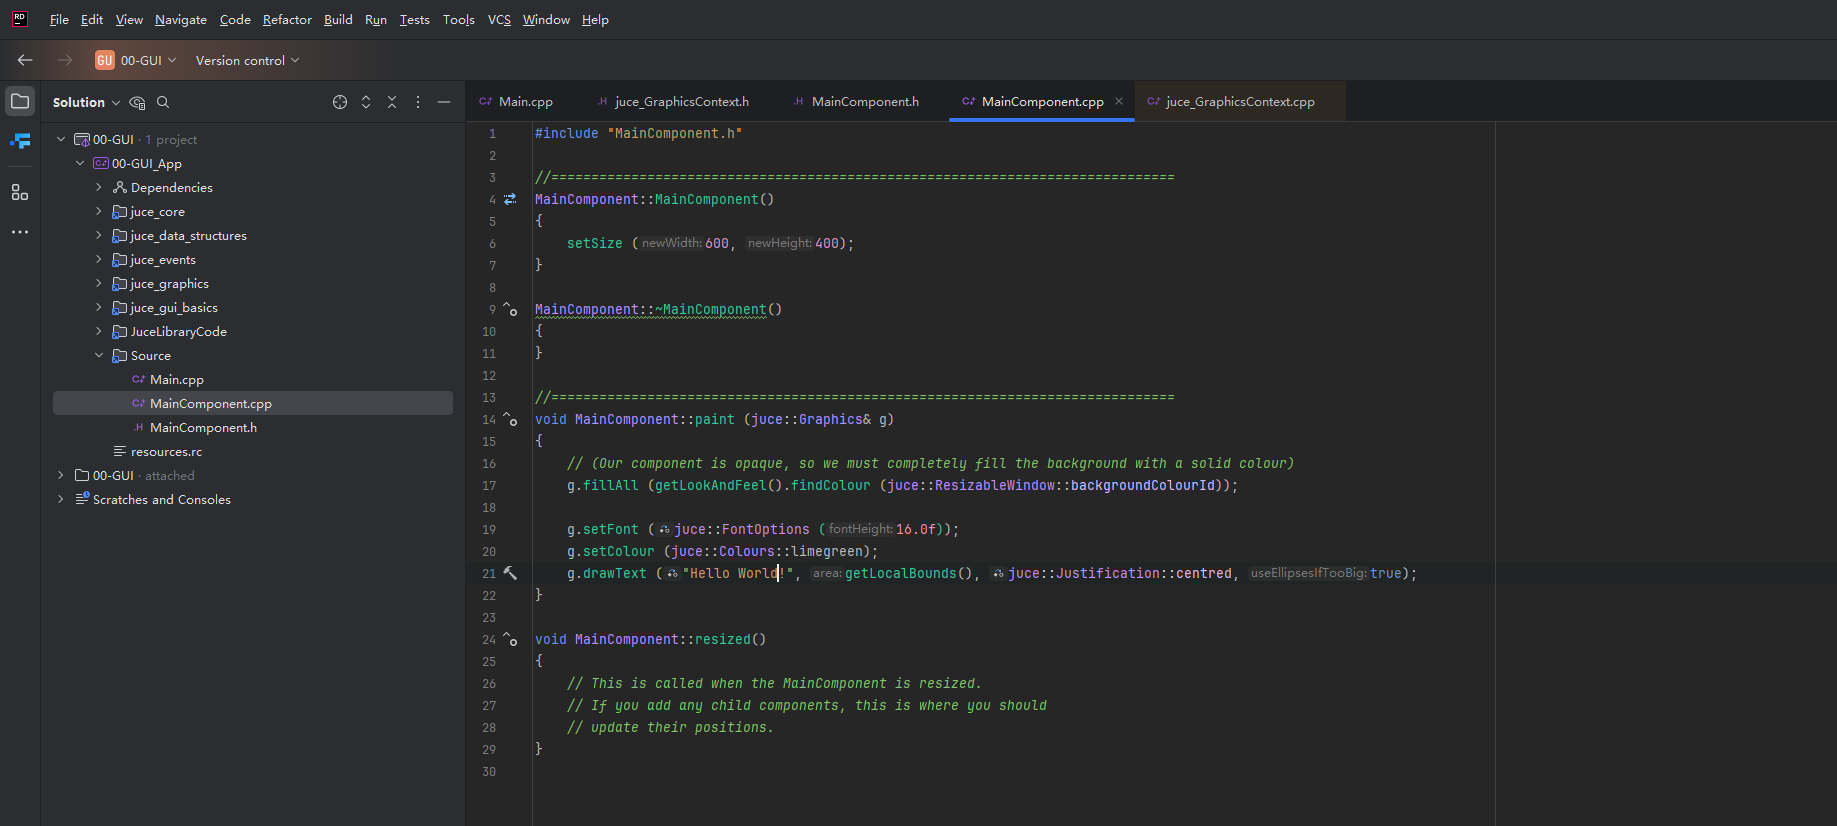 RD File Edit View Navigate Code Refactor Build Run Tests Tools VCS Window Help
GU 00-GUI Version control
Solution
00-GUI · 1 project
00-GUI_App
Dependencies
juce_core
juce_data_structures
juce_events
juce_graphics
juce_gui_basics
JuceLibraryCode
Source
Main.cpp
MainComponent.cpp
MainComponent.h
resources.rc
00-GUI · attached
Scratches and Consoles
Main.cpp juce_GraphicsContext.h MainComponent.h MainComponent.cpp juce_GraphicsContext.cpp
1 #include "MainComponent.h"
2
3 //==============================================================================
4 MainComponent::MainComponent()
5 {
6 setSize (newWidth: 600, newHeight: 400);
7 }
8
9 MainComponent::~MainComponent()
10 {
11 }
12
13 //==============================================================================
14 void MainComponent::paint (juce::Graphics& g)
15 {
16 // (Our component is opaque, so we must completely fill the background with a solid colour)
17 g.fillAll (getLookAndFeel().findColour (juce::ResizableWindow::backgroundColourId));
18
19 g.setFont (juce::FontOptions (fontHeight: 16.0f));
20 g.setColour (juce::Colours::limegreen);
21 g.drawText ("Hello World!", area: getLocalBounds(), juce::Justification::centred, useEllipsesIfTooBig: true);
22 }
23
24 void MainComponent::resized()
25 {
26 // This is called when the MainComponent is resized.
27 // If you add any child components, this is where you should
28 // update their positions.
29 }
30